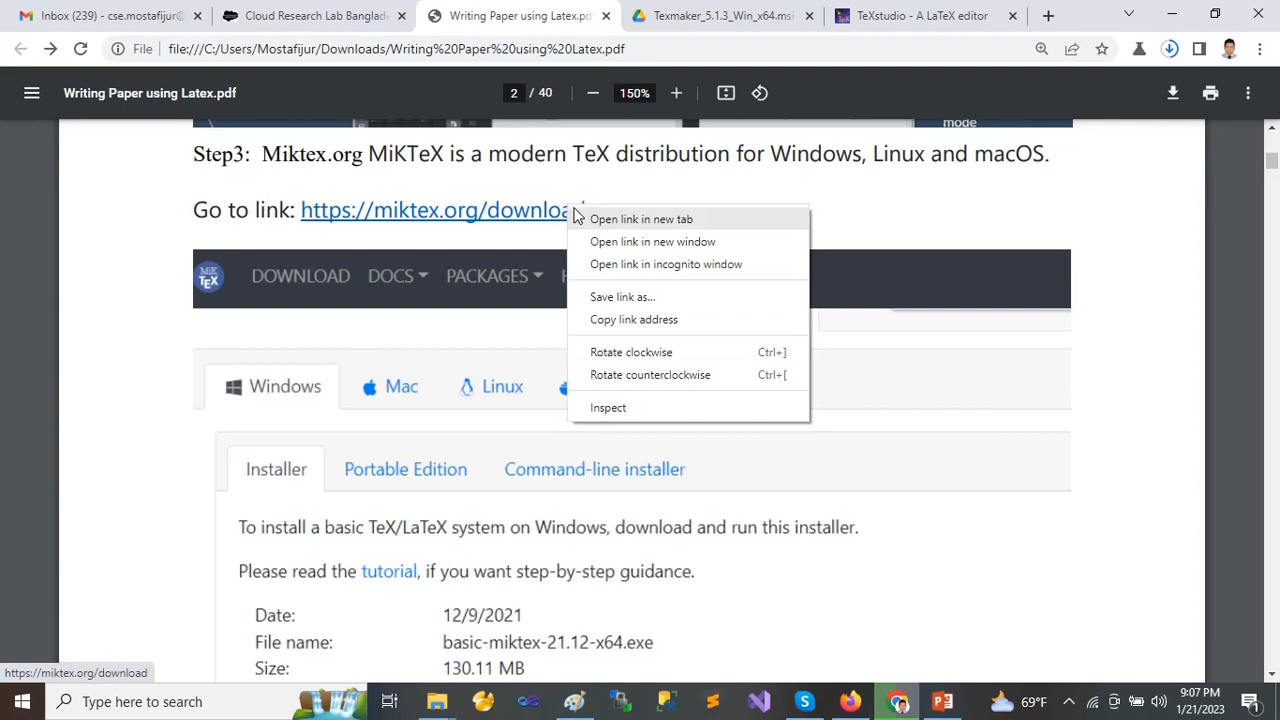 Inbox (239) - cse.mostafijur@
Cloud Research Lab Banglad
Writing Paper using Latex.pdf
Texmaker_5.1.3_Win_x64.msi
TeXstudio - A LaTeX editor
File
file:///C:/Users/Mostafijur/Downloads/Writing%20Paper%20using%20Latex.pdf
Writing Paper using Latex.pdf
2 / 40
150%
mode
Step3: Miktex.org MiKTeX is a modern TeX distribution for Windows, Linux and macOS.
Go to link: https://miktex.org/download
Open link in new tab
Open link in new window
Open link in incognito window
Save link as...
Copy link address
Rotate clockwise Ctrl+]
Rotate counterclockwise Ctrl+[
Inspect
MiK
TEX
DOWNLOAD DOCS PACKAGES
Windows Mac Linux
Installer Portable Edition Command-line installer
To install a basic TeX/LaTeX system on Windows, download and run this installer.
Please read the tutorial, if you want step-by-step guidance.
Date: 12/9/2021
File name: basic-miktex-21.12-x64.exe
Size: 130.11 MB
https://miktex.org/download
Type here to search
69°F
9:07 PM
1/21/2023
1